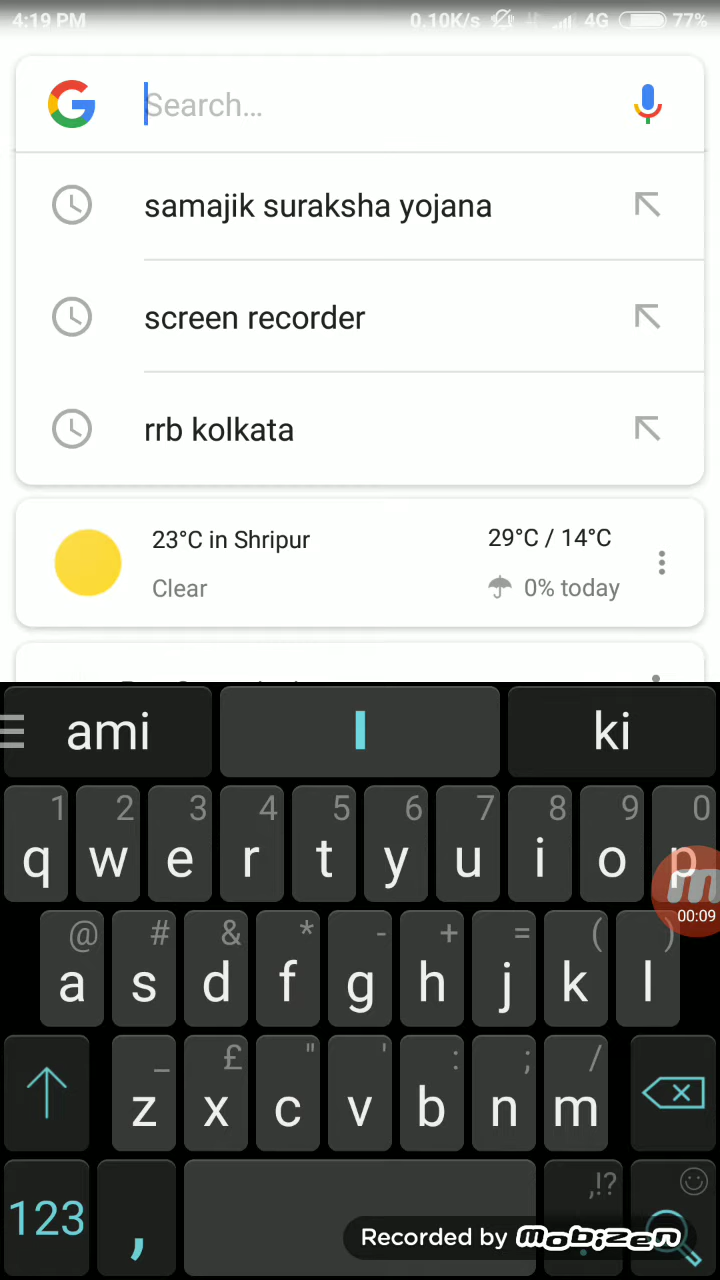 4:19 PM 0.10K/s 4G 77%
Search...
samajik suraksha yojana
screen recorder
rrb kolkata
23°C in Shripur 29°C / 14°C
Clear 0% today
ami I ki
1 2 3 4 5 6 7 8 9 0
q w e r t y u i o p
00:09
@ # & * - + = ( )
a s d f g h j k l
_ £ " ' : ; /
z x c v b n m
123 , ,!?
Recorded by mobizen